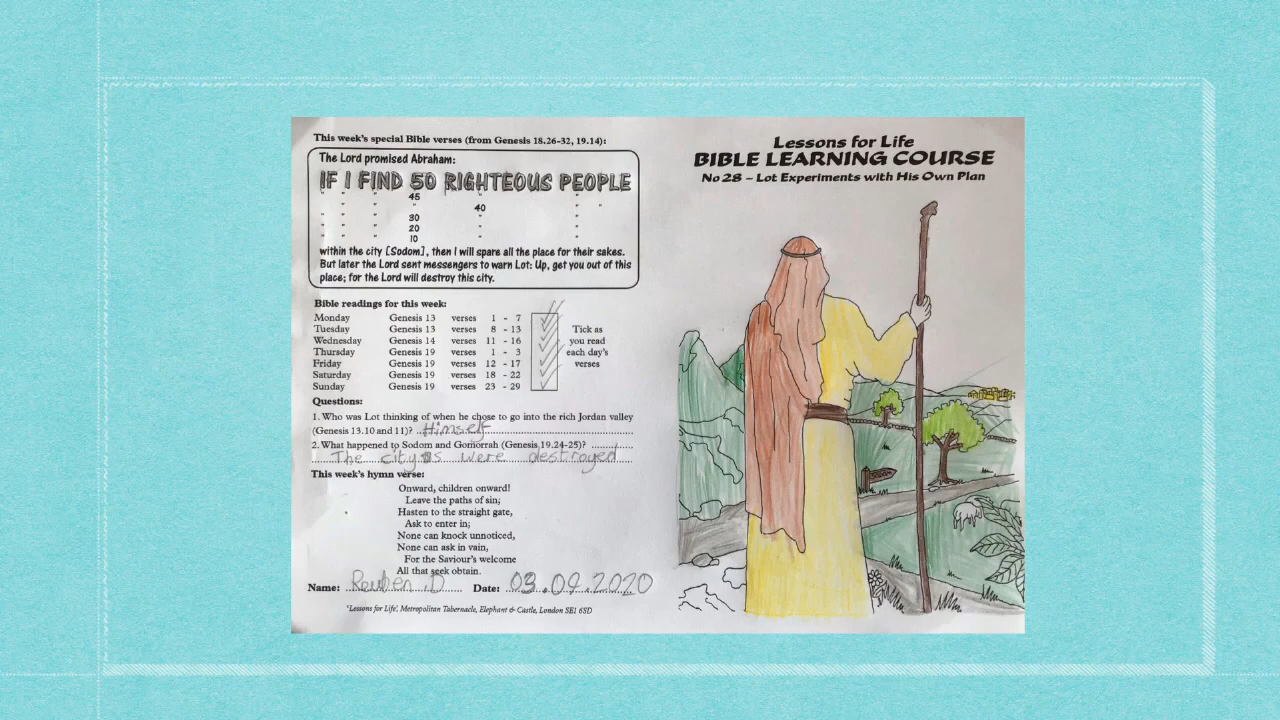 This week's special Bible verses (from Genesis 18.26-32, 19.14):
The Lord promised Abraham:
IF I FIND 50 RIGHTEOUS PEOPLE
" " " 45 " "
" " " " 40 " "
" " " 30 " "
" " " 20 " "
" " " 10 " "
within the city [Sodom], then I will spare all the place for their sakes.
But later the Lord sent messengers to warn Lot: Up, get you out of this
place; for the Lord will destroy this city.
Bible readings for this week:
Monday Genesis 13 verses 1 - 7
Tuesday Genesis 13 verses 8 - 13
Wednesday Genesis 14 verses 11 - 16
Thursday Genesis 19 verses 1 - 3
Friday Genesis 19 verses 12 - 17
Saturday Genesis 19 verses 18 - 22
Sunday Genesis 19 verses 23 - 29
Tick as
you read
each day's
verses
Questions:
1. Who was Lot thinking of when he chose to go into the rich Jordan valley
(Genesis 13.10 and 11)? Himself
2. What happened to Sodom and Gomorrah (Genesis 19.24-25)?
The citys were destroyed
This week's hymn verse:
Onward, children onward!
Leave the paths of sin;
Hasten to the straight gate,
Ask to enter in;
None can knock unnoticed,
None can ask in vain,
For the Saviour's welcome
All that seek obtain.
Name: Reuben .D Date: 03.09.2020
'Lessons for Life', Metropolitan Tabernacle, Elephant & Castle, London SE1 6SD
Lessons for Life
BIBLE LEARNING COURSE
No 28 – Lot Experiments with His Own Plan